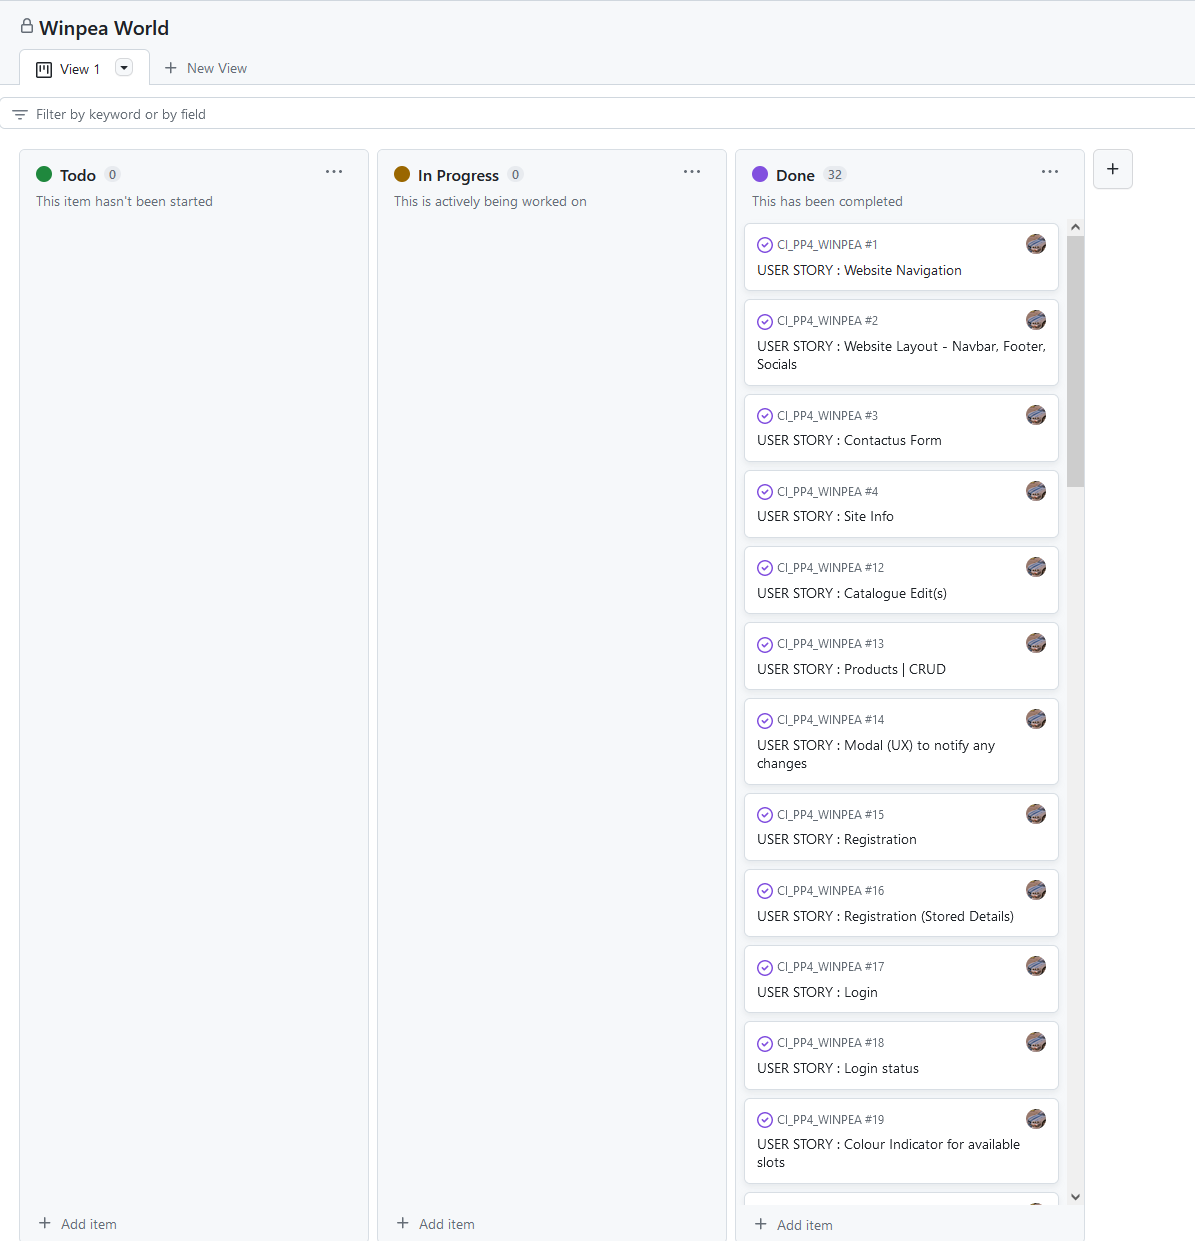 Winpea World
View 1
New View
Filter by keyword or by field
Todo 0
This item hasn't been started
In Progress 0
This is actively being worked on
Done 32
This has been completed
CI_PP4_WINPEA #1
USER STORY : Website Navigation
CI_PP4_WINPEA #2
USER STORY : Website Layout - Navbar, Footer,
Socials
CI_PP4_WINPEA #3
USER STORY : Contactus Form
CI_PP4_WINPEA #4
USER STORY : Site Info
CI_PP4_WINPEA #12
USER STORY : Catalogue Edit(s)
CI_PP4_WINPEA #13
USER STORY : Products | CRUD
CI_PP4_WINPEA #14
USER STORY : Modal (UX) to notify any
changes
CI_PP4_WINPEA #15
USER STORY : Registration
CI_PP4_WINPEA #16
USER STORY : Registration (Stored Details)
CI_PP4_WINPEA #17
USER STORY : Login
CI_PP4_WINPEA #18
USER STORY : Login status
CI_PP4_WINPEA #19
USER STORY : Colour Indicator for available
slots
Add item
Add item
Add item